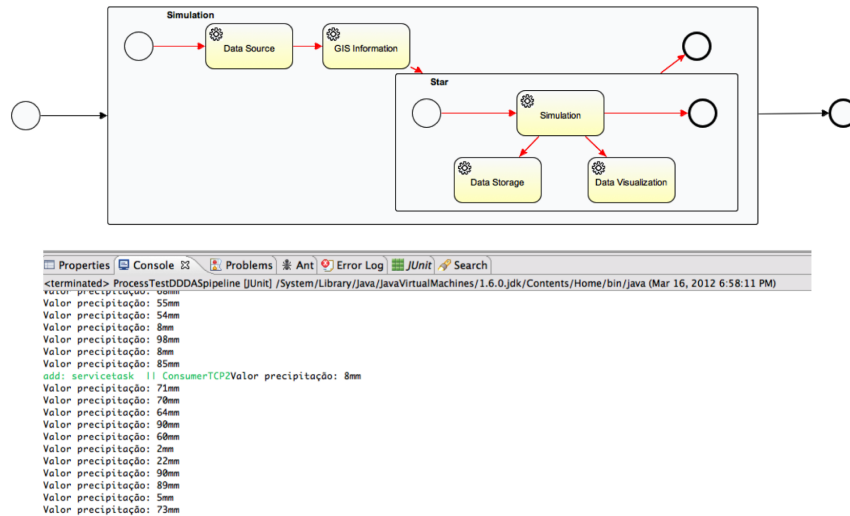 Simulation
Data Source
GIS Information
Star
Simulation
Data Storage
Data Visualization
Properties Console Problems Ant Error Log JUnit Search
<terminated> ProcessTestDDDASpipeline [JUnit] /System/Library/Java/JavaVirtualMachines/1.6.0.jdk/Contents/Home/bin/java (Mar 16, 2012 6:58:11 PM)
Valor precipitação: 68mm
Valor precipitação: 55mm
Valor precipitação: 54mm
Valor precipitação: 8mm
Valor precipitação: 98mm
Valor precipitação: 8mm
Valor precipitação: 85mm
add: servicetask || ConsumerTCP2Valor precipitação: 8mm
Valor precipitação: 71mm
Valor precipitação: 70mm
Valor precipitação: 64mm
Valor precipitação: 90mm
Valor precipitação: 60mm
Valor precipitação: 2mm
Valor precipitação: 22mm
Valor precipitação: 90mm
Valor precipitação: 89mm
Valor precipitação: 5mm
Valor precipitação: 73mm